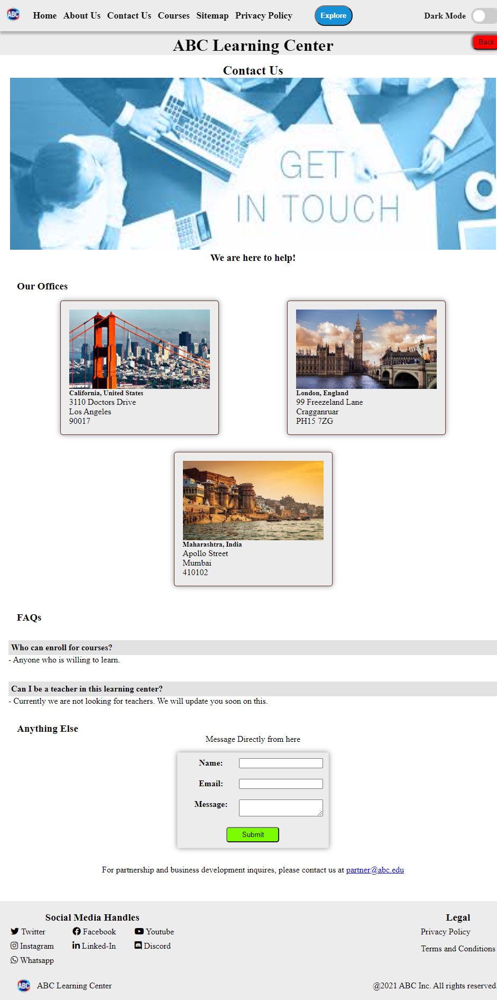 ABC
Home About Us Contact Us Courses Sitemap Privacy Policy Explore Dark Mode
Back
ABC Learning Center
Contact Us
GET
IN TOUCH
We are here to help!
Our Offices
California, United States
3110 Doctors Drive
Los Angeles
90017
London, England
99 Freezeland Lane
Cragganruar
PH15 7ZG
Maharashtra, India
Apollo Street
Mumbai
410102
FAQs
Who can enroll for courses?
- Anyone who is willing to learn.
Can I be a teacher in this learning center?
- Currently we are not looking for teachers. We will update you soon on this.
Anything Else
Message Directly from here
Name:
Email:
Message:
Submit
For partnership and business development inquires, please contact us at partner@abc.edu
Social Media Handles
Twitter Facebook Youtube
Instagram Linked-In Discord
Whatsapp
Legal
Privacy Policy
Terms and Conditions
ABC ABC Learning Center
@2021 ABC Inc. All rights reserved.